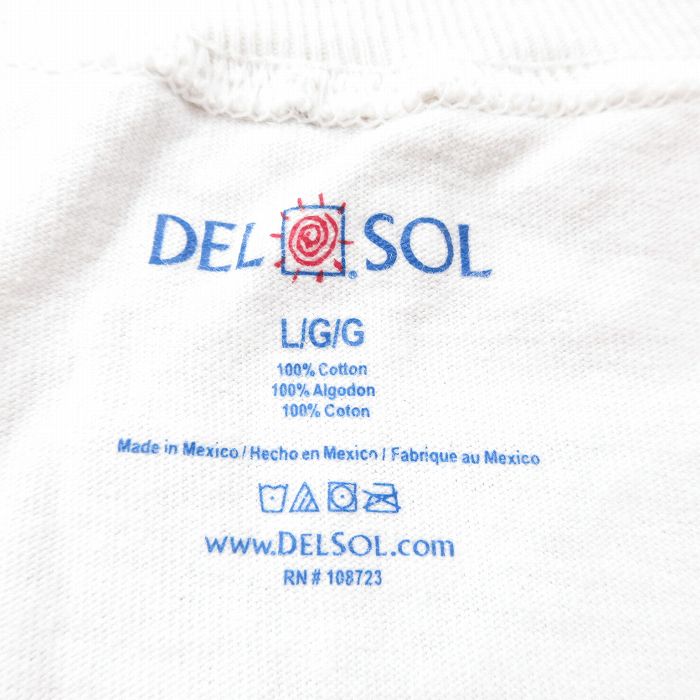 DEL SOL
L/G/G
100% Cotton
100% Algodon
100% Coton
Made in Mexico / Hecho en Mexico / Fabrique au Mexico
www.DELSOL.com
RN # 108723